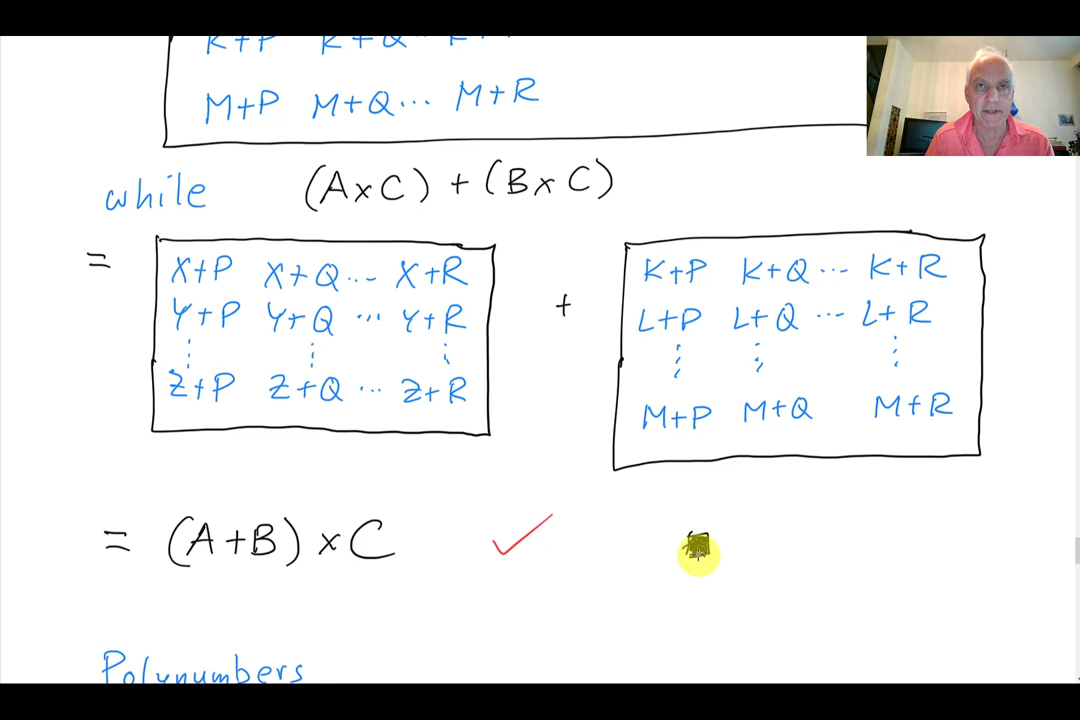 K+P K+Q
M+P M+Q... M+R
while (A×C) + (B×C)
= X+P X+Q... X+R + K+P K+Q... K+R
Y+P Y+Q ... Y+R L+P L+Q ... L+R
⋮ ⋮ ⋮ ⋮ ⋮ ⋮
Z+P Z+Q ... Z+R M+P M+Q M+R
= (A+B) × C ✓
Polynumbers